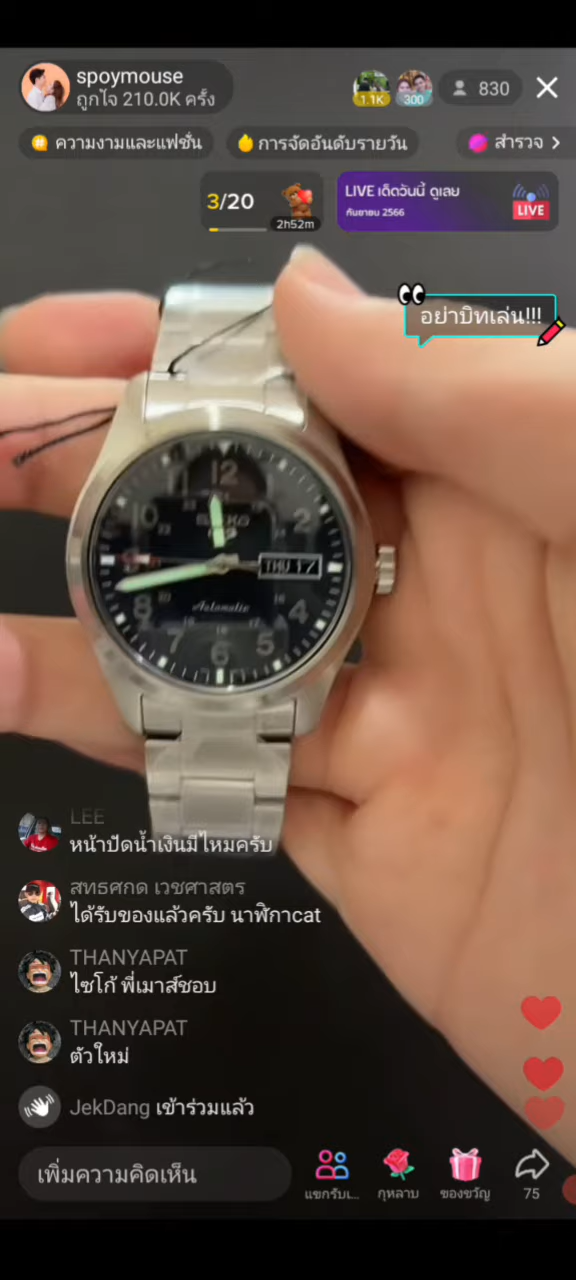 spoymouse
ถูกใจ 210.0K ครั้ง
1.1K
300
830
ความงามและแฟชั่น
การจัดอันดับรายวัน
สำรวจ
3/20
2h52m
LIVE เด็ดวันนี้ ดูเลย
กันยายน 2566
LIVE
อย่าบิทเล่น!!!
12
2
10
SEIKO
THU 17
8
4
Automatic
7
5
6
LEE
หน้าปัดน้ำเงินมีไหมครับ
สทธศกด เวชศาสตร
ได้รับของแล้วครับ นาฬิกาcat
THANYAPAT
ไซโก้ พี่เมาส์ชอบ
THANYAPAT
ตัวใหม่
JekDang เข้าร่วมแล้ว
เพิ่มความคิดเห็น
แขกรับเ...
กุหลาบ
ของขวัญ
75